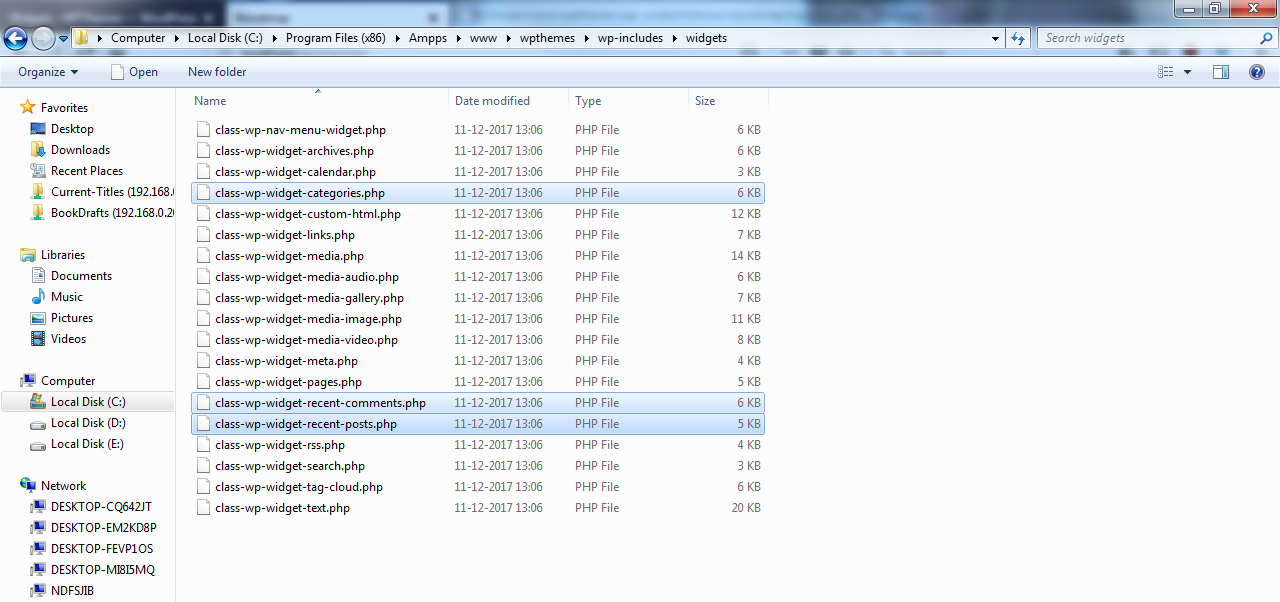 Computer Local Disk (C:) Program Files (x86) Ampps www wpthemes wp-includes widgets Search widgets
Organize Open New folder
Name Date modified Type Size
Favorites
Desktop
Downloads
Recent Places
Current-Titles (192.168.
BookDrafts (192.168.0.20
Libraries
Documents
Music
Pictures
Videos
Computer
Local Disk (C:)
Local Disk (D:)
Local Disk (E:)
Network
DESKTOP-CQ642JT
DESKTOP-EM2KD8P
DESKTOP-FEVP1OS
DESKTOP-MI8I5MQ
NDFSJIB
class-wp-nav-menu-widget.php 11-12-2017 13:06 PHP File 6 KB
class-wp-widget-archives.php 11-12-2017 13:06 PHP File 6 KB
class-wp-widget-calendar.php 11-12-2017 13:06 PHP File 3 KB
class-wp-widget-categories.php 11-12-2017 13:06 PHP File 6 KB
class-wp-widget-custom-html.php 11-12-2017 13:06 PHP File 12 KB
class-wp-widget-links.php 11-12-2017 13:06 PHP File 7 KB
class-wp-widget-media.php 11-12-2017 13:06 PHP File 14 KB
class-wp-widget-media-audio.php 11-12-2017 13:06 PHP File 6 KB
class-wp-widget-media-gallery.php 11-12-2017 13:06 PHP File 7 KB
class-wp-widget-media-image.php 11-12-2017 13:06 PHP File 11 KB
class-wp-widget-media-video.php 11-12-2017 13:06 PHP File 8 KB
class-wp-widget-meta.php 11-12-2017 13:06 PHP File 4 KB
class-wp-widget-pages.php 11-12-2017 13:06 PHP File 5 KB
class-wp-widget-recent-comments.php 11-12-2017 13:06 PHP File 6 KB
class-wp-widget-recent-posts.php 11-12-2017 13:06 PHP File 5 KB
class-wp-widget-rss.php 11-12-2017 13:06 PHP File 4 KB
class-wp-widget-search.php 11-12-2017 13:06 PHP File 3 KB
class-wp-widget-tag-cloud.php 11-12-2017 13:06 PHP File 6 KB
class-wp-widget-text.php 11-12-2017 13:06 PHP File 20 KB